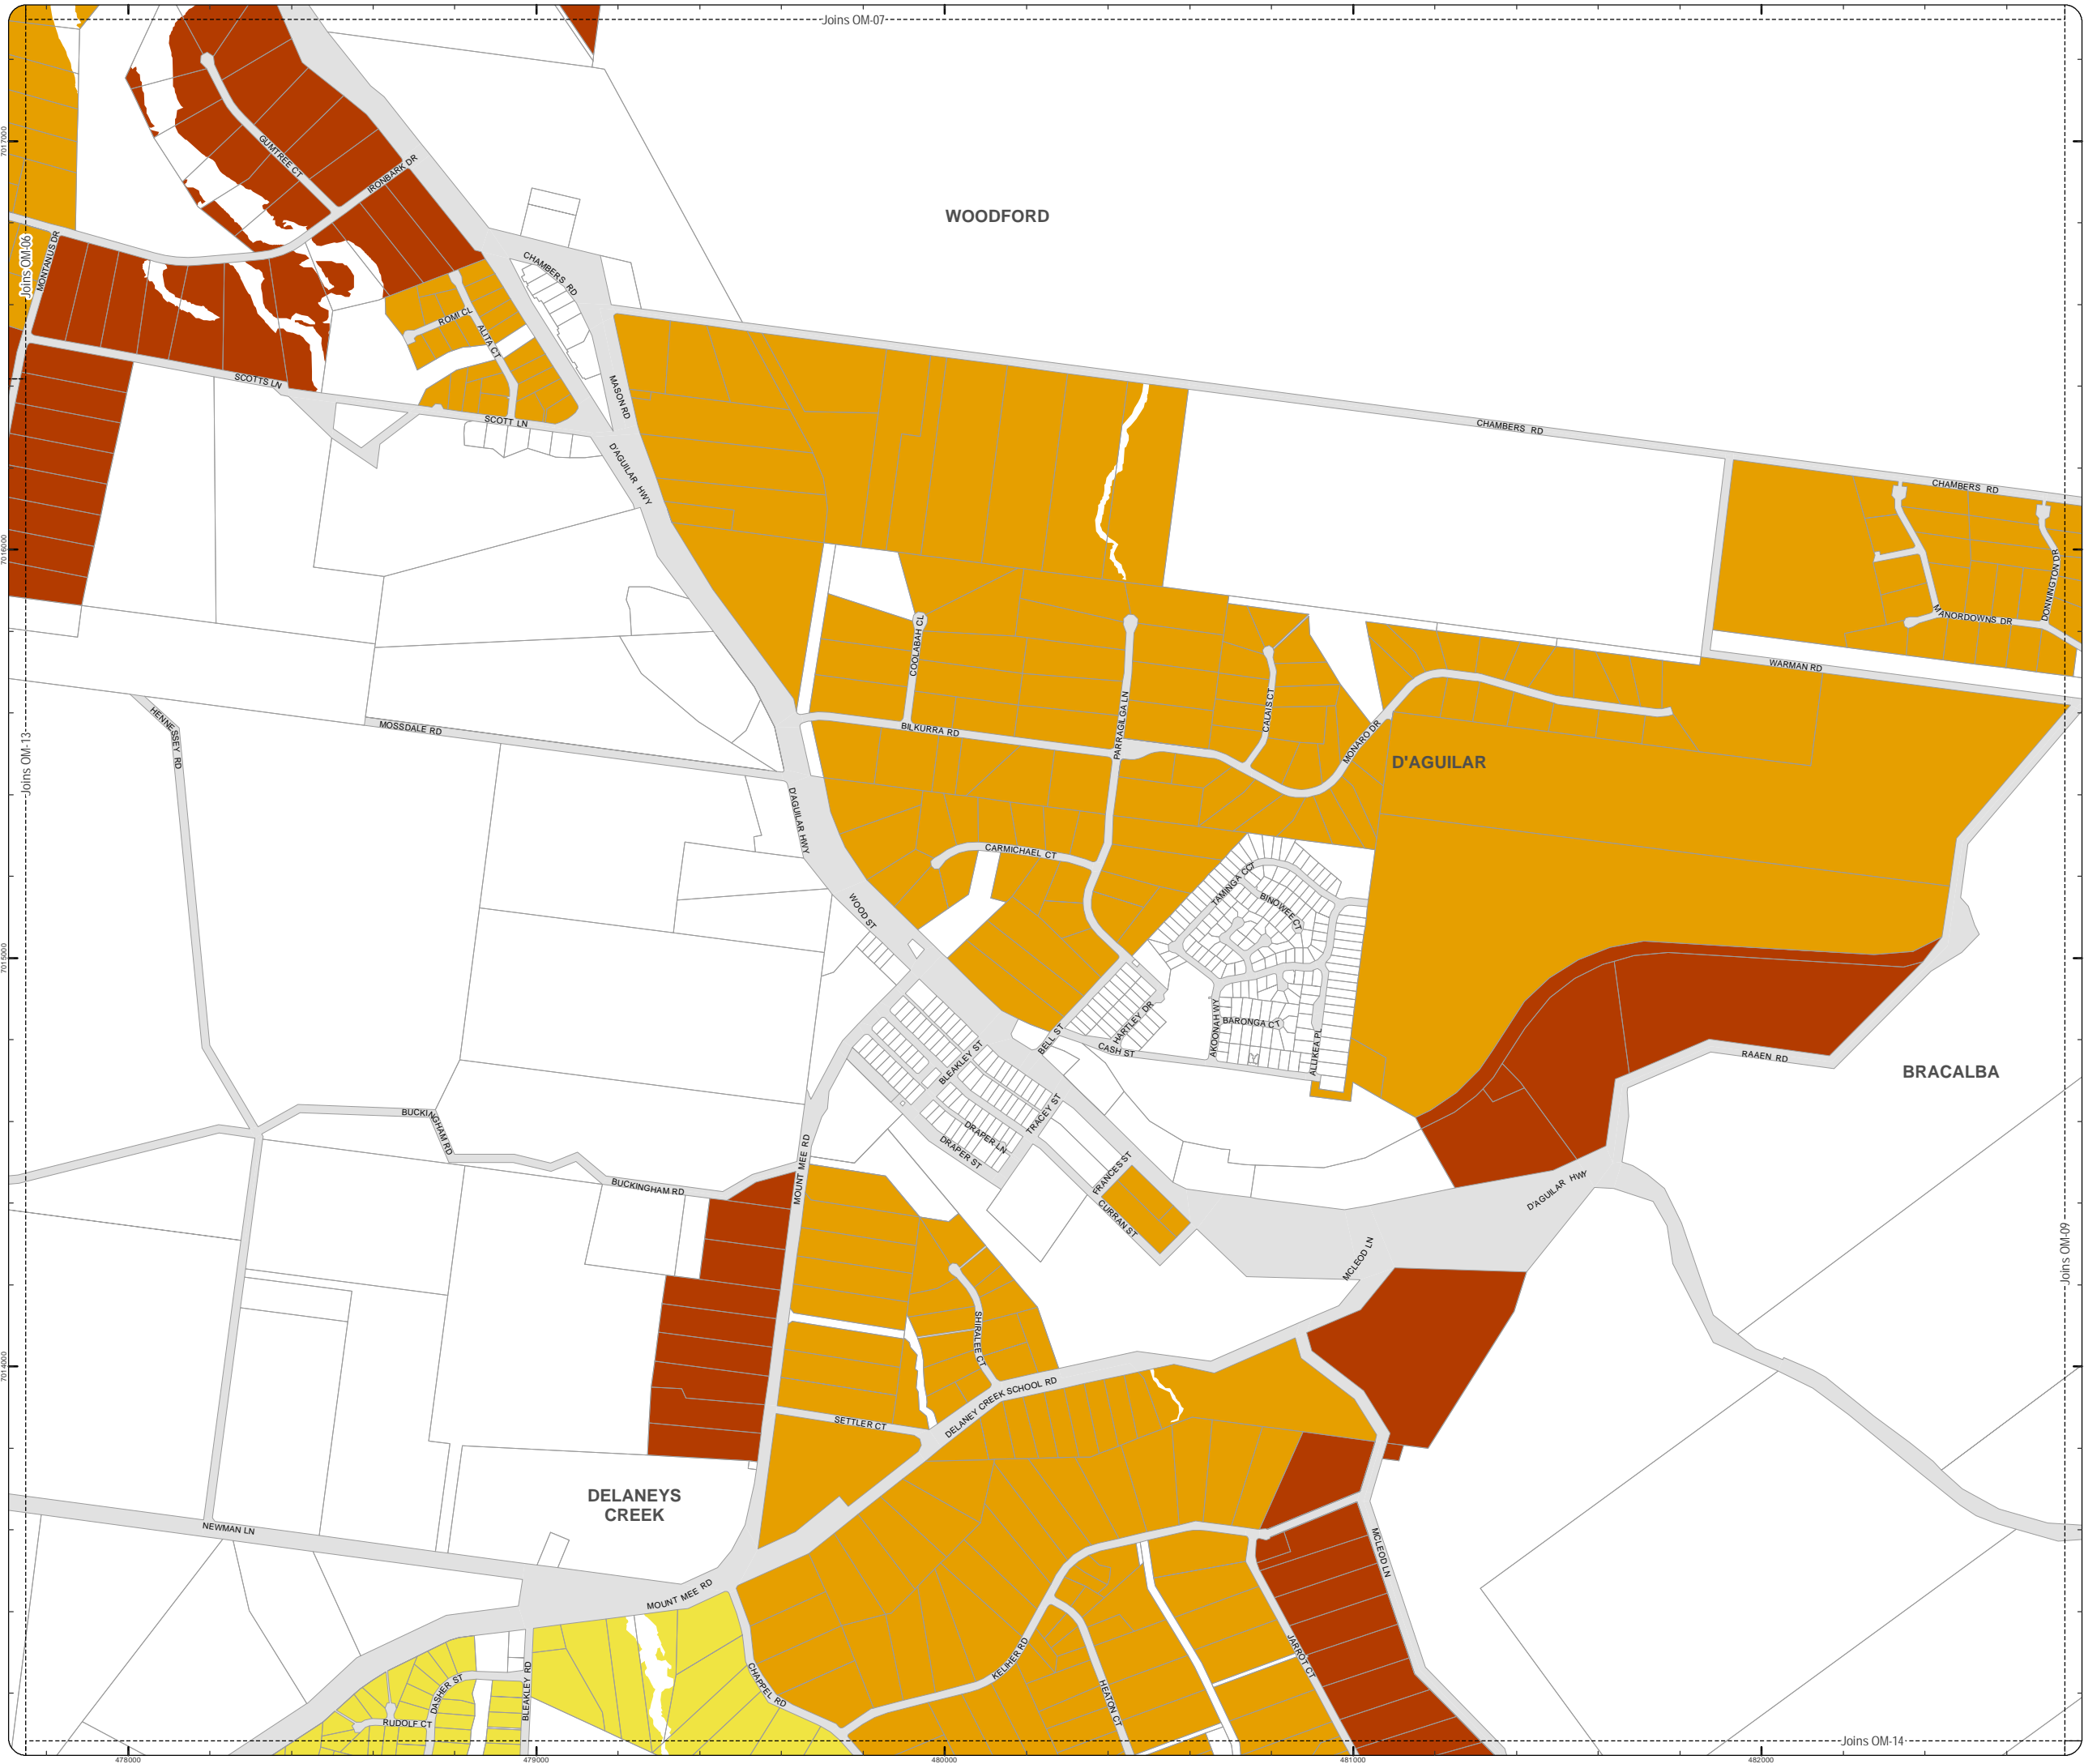 Joins OM-07
7017000
GUMTREE CT
IRONBARK DR
WOODFORD
Joins OM-06
MONTANUS DR
CHAMBERS RD
ROMI CL
ALITA CT
SCOTTS LN
MASON RD
SCOTT LN
CHAMBERS RD
D'AGUILAR HWY
CHAMBERS RD
7016000
DONNINGTON DR
MANORDOWNS DR
COOLABAH CL
WARMAN RD
PARRAGILGA LN
CALAIS CT
HENNESSEY RD
MOSSDALE RD
BILKURRA RD
MONARO DR
D'AGUILAR
Joins OM-13
D'AGUILAR HWY
CARMICHAEL CT
TAMINGA CCT
WOOD ST
BINOWEE CT
7015000
HARTLEY DR
AKOONAH WY
BARONGA CT
BELL ST
CASH ST
ALLIKEA PL
BLEAKLEY ST
RAAEN RD
BRACALBA
BUCKINGHAM RD
TRACEY ST
DRAPER LN
DRAPER ST
MOUNT MEE RD
FRANCES ST
BUCKINGHAM RD
CURRAN ST
D'AGUILAR HWY
MCLEOD LN
Joins OM-09
SHIRALEE CT
7014000
DELANEY CREEK SCHOOL RD
SETTLER CT
DELANEYS
CREEK
NEWMAN LN
MCLEOD LN
MOUNT MEE RD
KELIHER RD
JARROT CT
CHAPPEL RD
HEATON CT
DASHER ST
BLEAKLEY RD
RUDOLF CT
Joins OM-14
478000
479000
480000
481000
482000